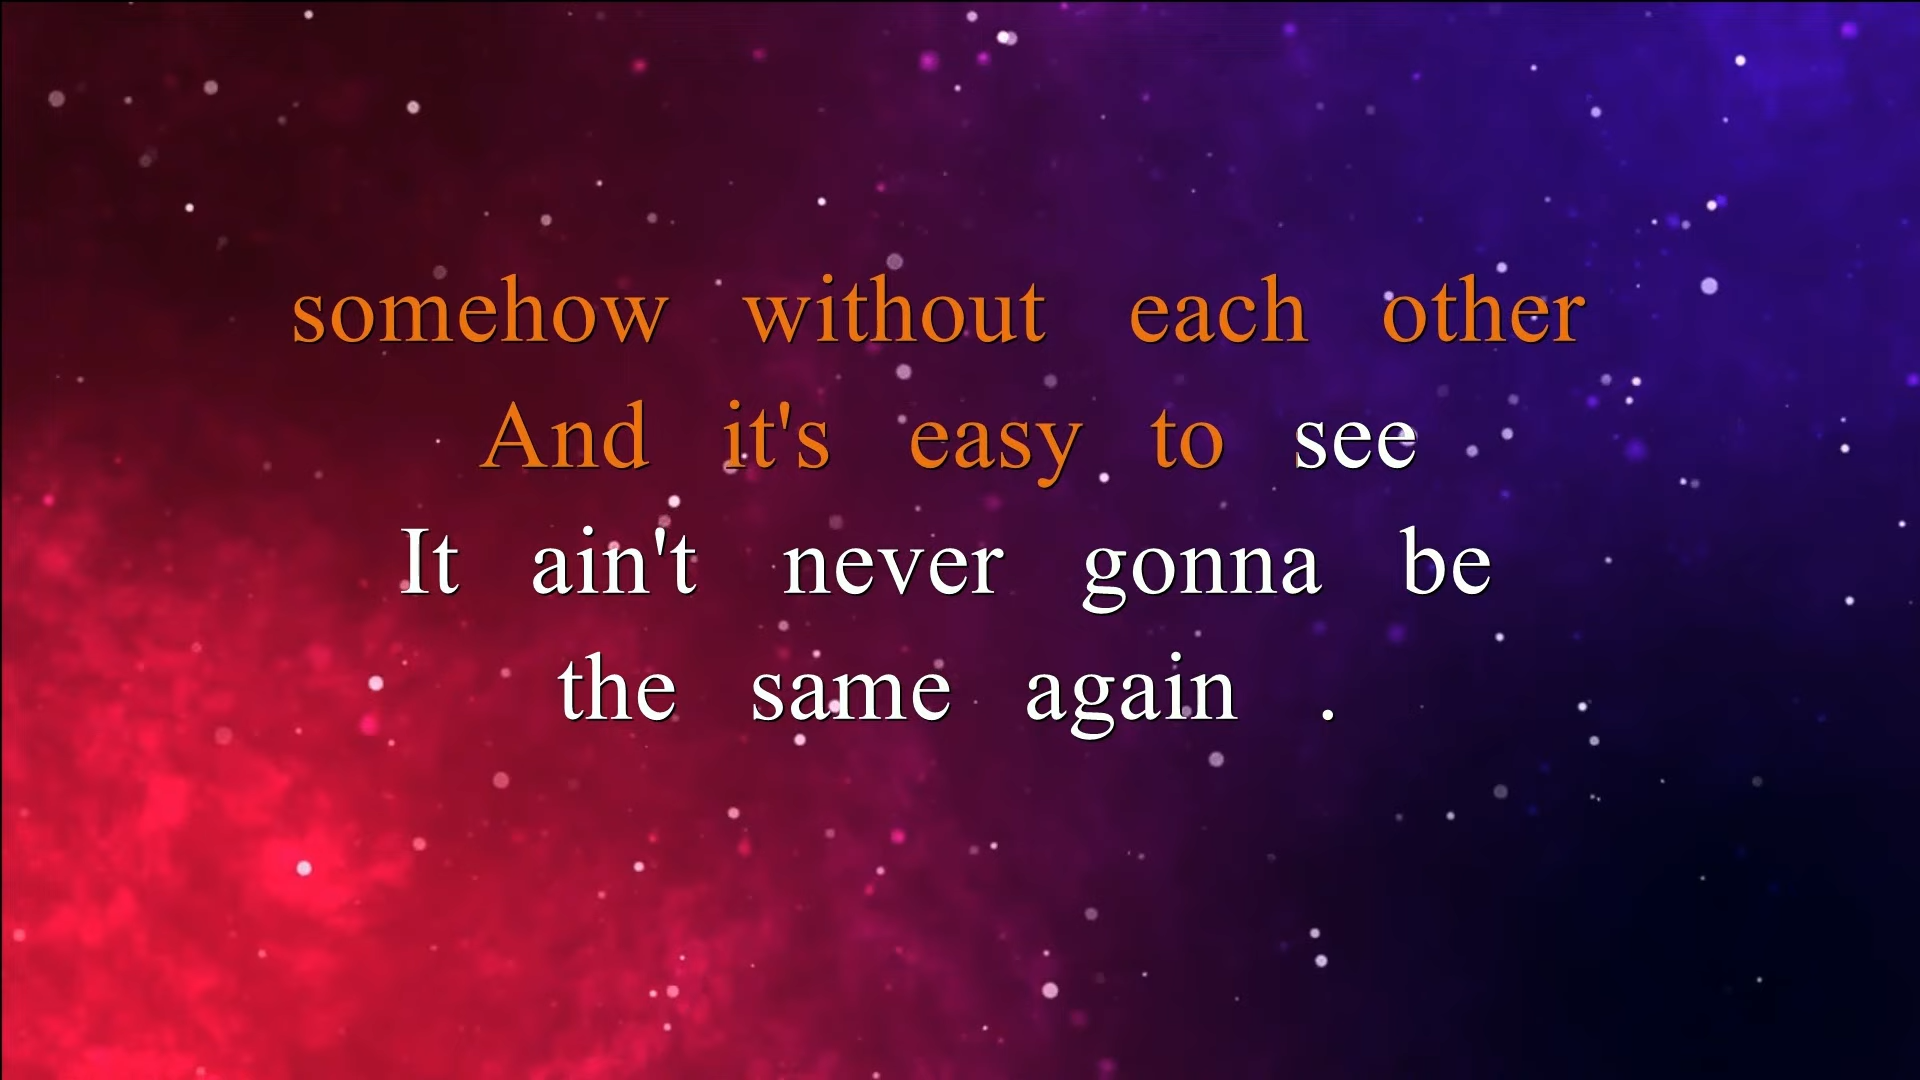 somehow without each other
And it's easy to see
It ain't never gonna be
the same again .